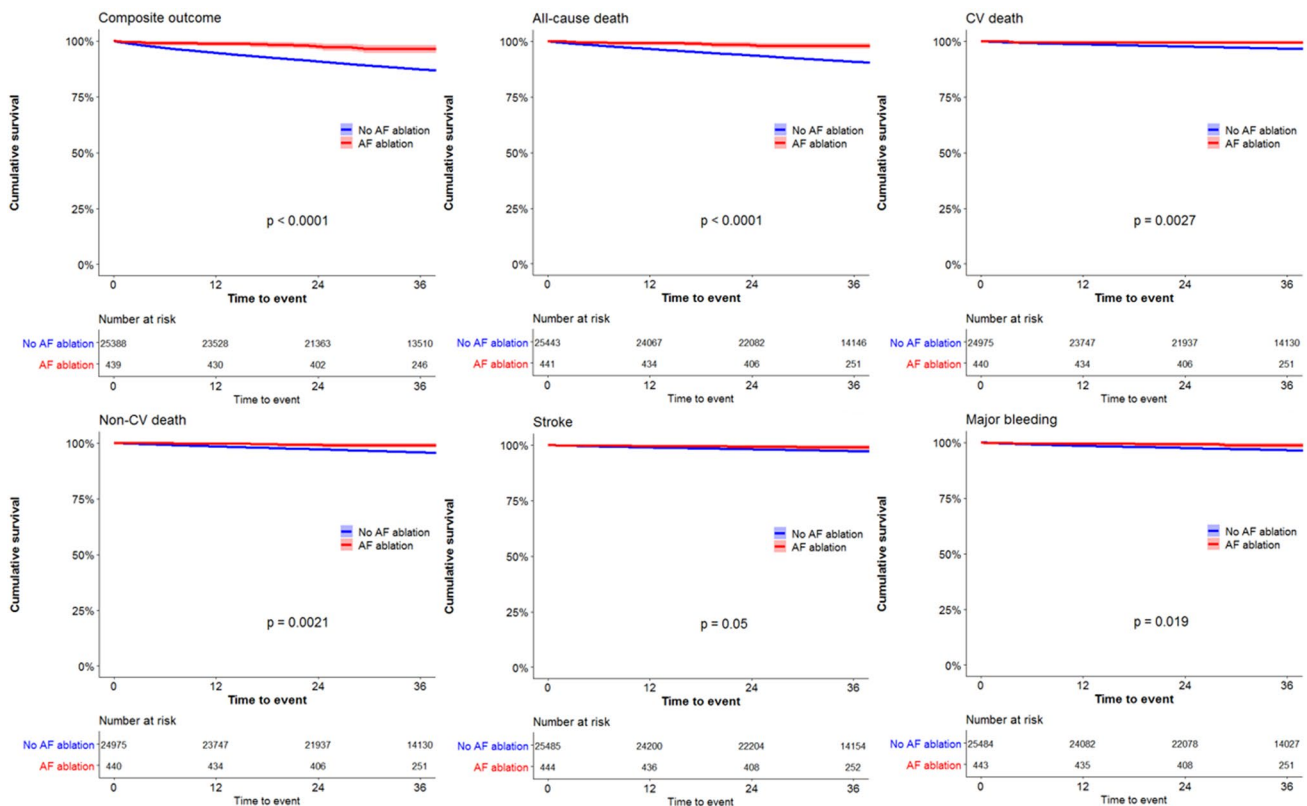 Composite outcome
100%
75%
50%
25%
0%
Cumulative survival
No AF ablation
AF ablation
p < 0.0001
0 12 24 36
Time to event
Number at risk
No AF ablation 25388 23528 21363 13510
AF ablation 439 430 402 246
0 12 24 36
Time to event
All-cause death
100%
75%
50%
25%
0%
Cumulative survival
No AF ablation
AF ablation
p < 0.0001
0 12 24 36
Time to event
Number at risk
No AF ablation 25443 24067 22082 14146
AF ablation 441 434 406 251
0 12 24 36
Time to event
CV death
100%
75%
50%
25%
0%
Cumulative survival
No AF ablation
AF ablation
p = 0.0027
0 12 24 36
Time to event
Number at risk
No AF ablation 24975 23747 21937 14130
AF ablation 440 434 406 251
0 12 24 36
Time to event
Non-CV death
100%
75%
50%
25%
0%
Cumulative survival
No AF ablation
AF ablation
p = 0.0021
0 12 24 36
Time to event
Number at risk
No AF ablation 24975 23747 21937 14130
AF ablation 440 434 406 251
0 12 24 36
Time to event
Stroke
100%
75%
50%
25%
0%
Cumulative survival
No AF ablation
AF ablation
p = 0.05
0 12 24 36
Time to event
Number at risk
No AF ablation 25485 24200 22204 14154
AF ablation 444 436 408 252
0 12 24 36
Time to event
Major bleeding
100%
75%
50%
25%
0%
Cumulative survival
No AF ablation
AF ablation
p = 0.019
0 12 24 36
Time to event
Number at risk
No AF ablation 25484 24082 22078 14027
AF ablation 443 435 408 251
0 12 24 36
Time to event